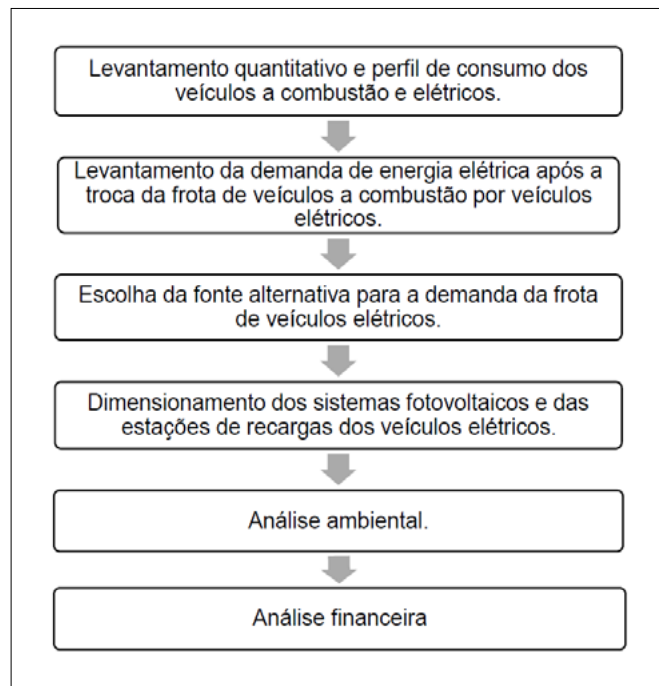 Levantamento quantitativo e perfil de consumo dos
veículos a combustão e elétricos.
Levantamento da demanda de energia elétrica após a
troca da frota de veículos a combustão por veículos
elétricos.
Escolha da fonte alternativa para a demanda da frota
de veículos elétricos.
Dimensionamento dos sistemas fotovoltaicos e das
estações de recargas dos veículos elétricos.
Análise ambiental.
Análise financeira